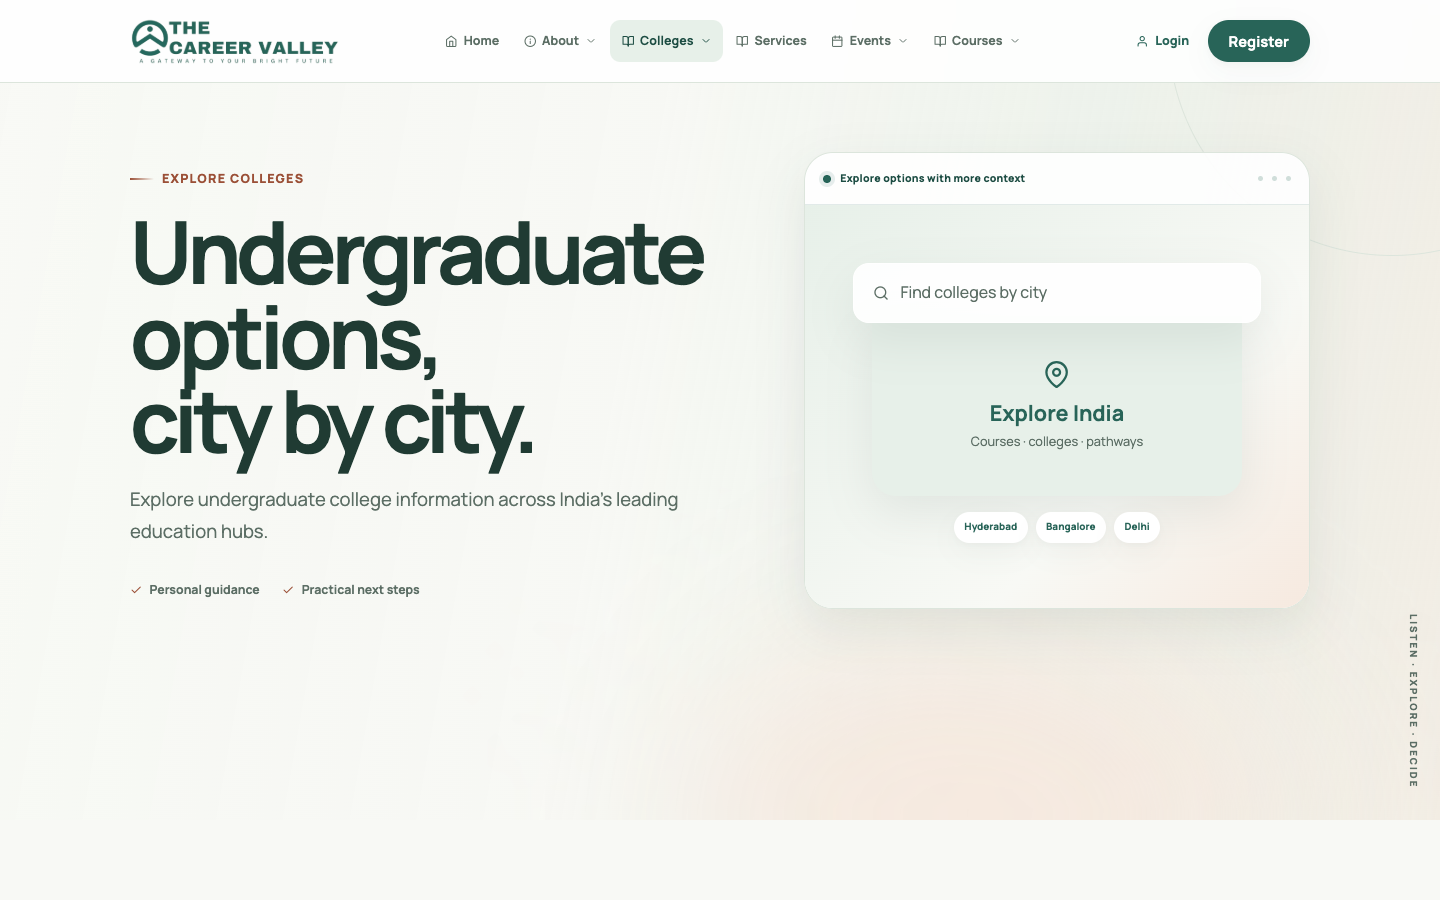 THE
CAREER VALLEY
A GATEWAY TO YOUR BRIGHT FUTURE
Home
About
Colleges
Services
Events
Courses
Login
Register
EXPLORE COLLEGES
Undergraduate
options,
city by city.
Explore undergraduate college information across India's leading
education hubs.
Personal guidance
Practical next steps
Explore options with more context
Find colleges by city
Explore India
Courses · colleges · pathways
Hyderabad
Bangalore
Delhi
LISTEN · EXPLORE · DECIDE